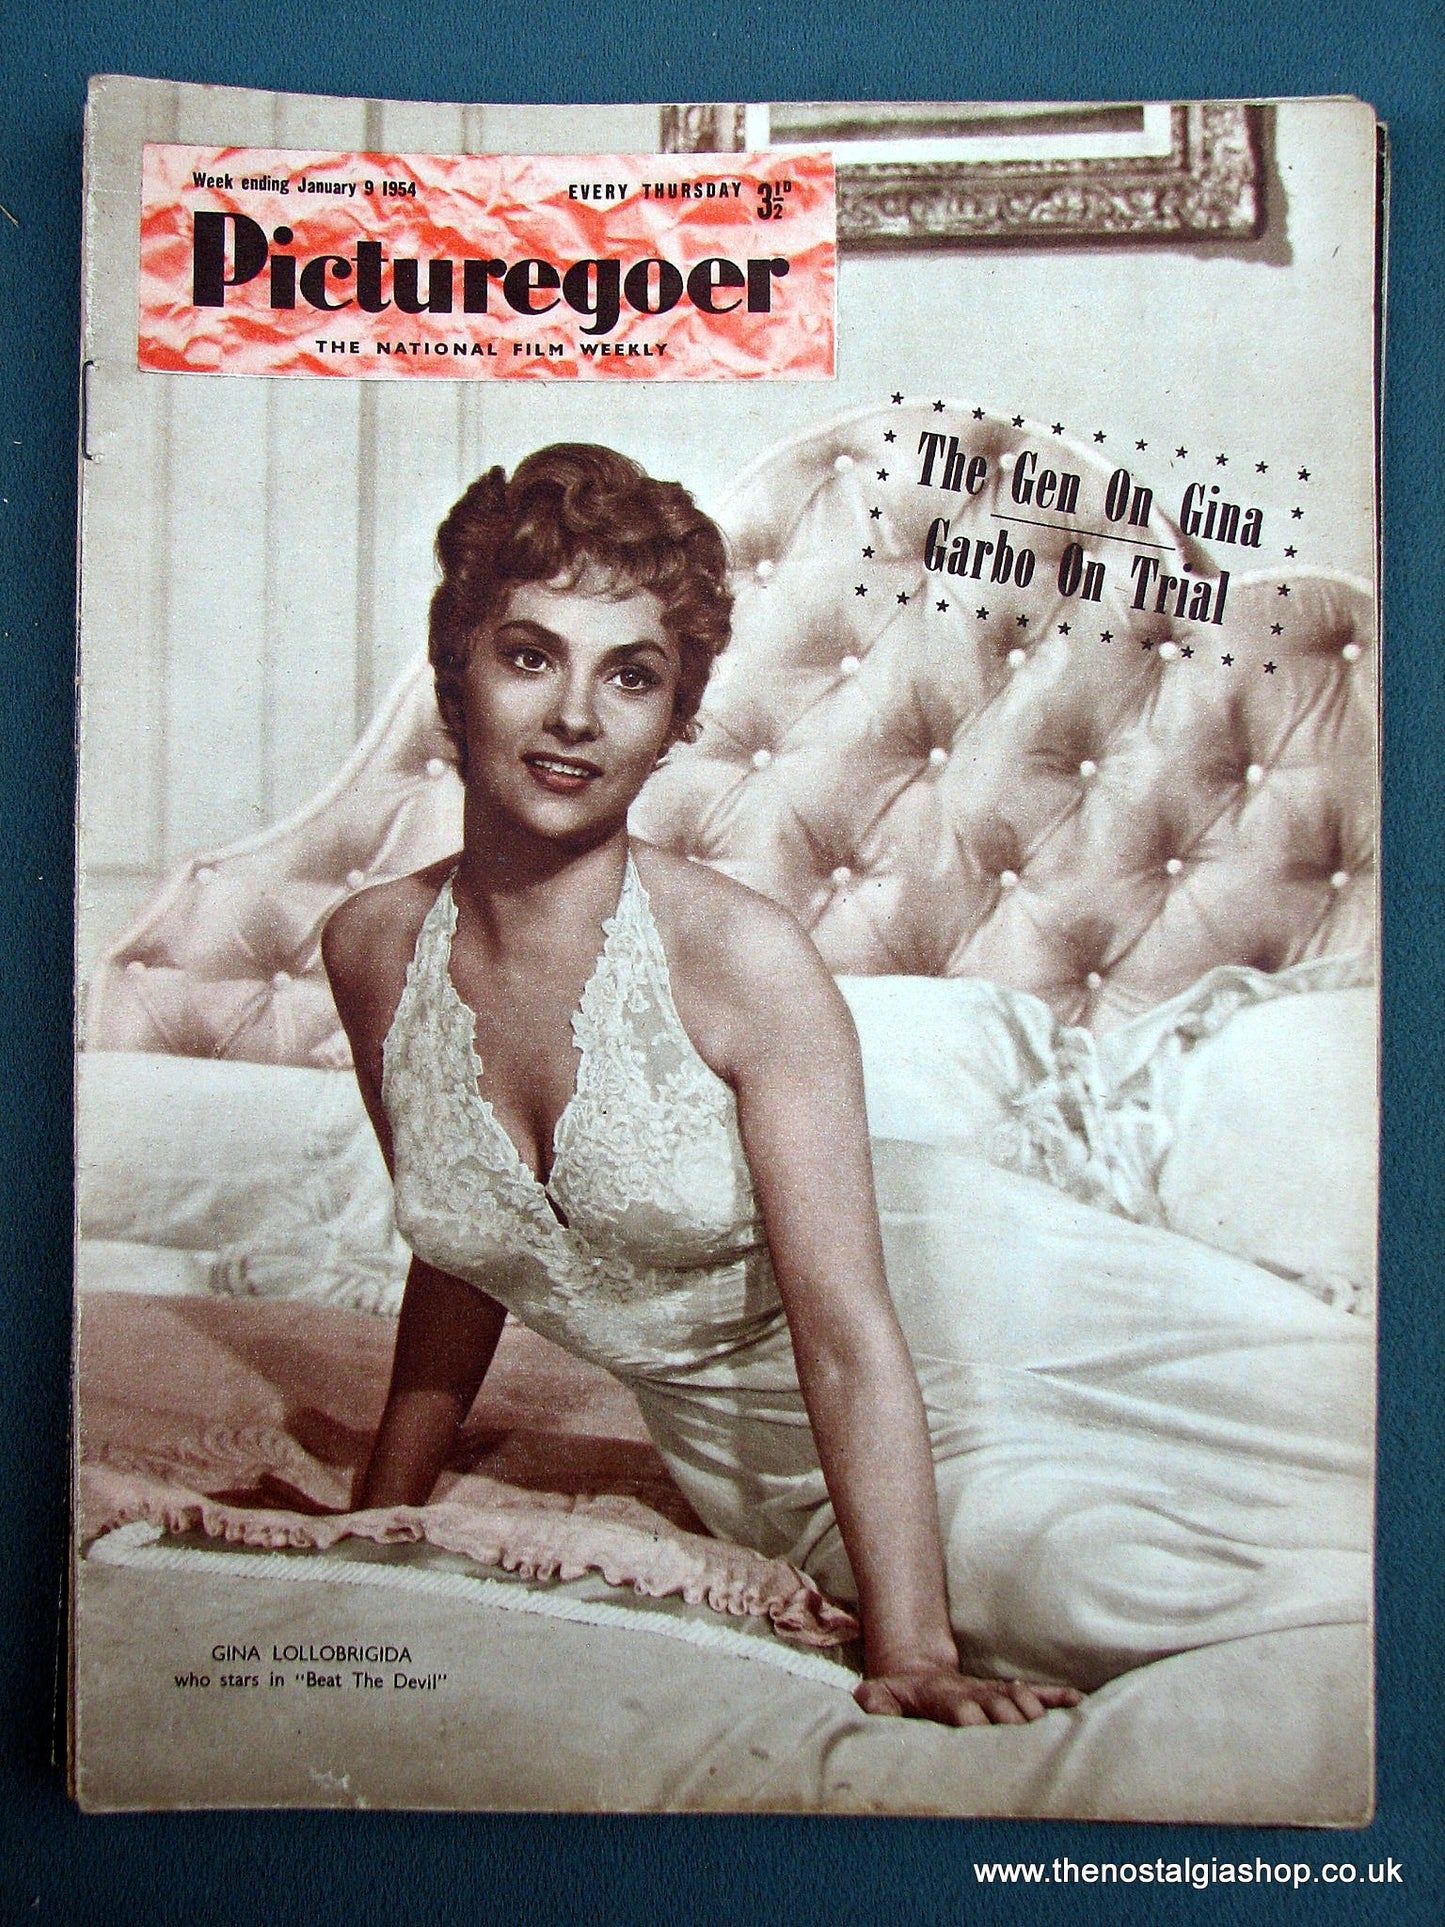 Week ending January 9 1954 EVERY THURSDAY 3½D
Picturegoer
THE NATIONAL FILM WEEKLY
The Gen On Gina
Garbo On Trial
GINA LOLLOBRIGIDA
who stars in "Beat The Devil"
www.thenostalgiashop.co.uk